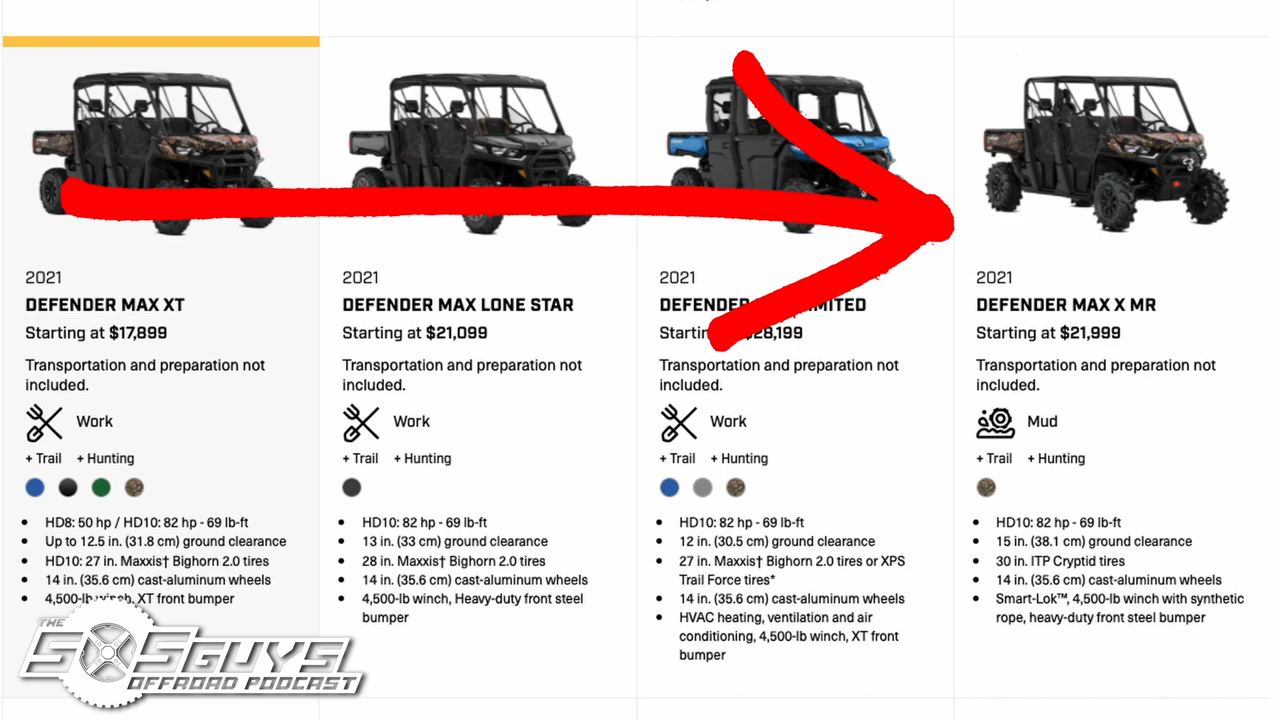 2021
DEFENDER MAX XT
Starting at $17,899
Transportation and preparation not
included.
Work
+ Trail + Hunting
HD8: 50 hp / HD10: 82 hp - 69 lb-ft
Up to 12.5 in. (31.8 cm) ground clearance
HD10: 27 in. Maxxis† Bighorn 2.0 tires
14 in. (35.6 cm) cast-aluminum wheels
4,500-lb winch, XT front bumper
2021
DEFENDER MAX LONE STAR
Starting at $21,099
Transportation and preparation not
included.
Work
+ Trail + Hunting
HD10: 82 hp - 69 lb-ft
13 in. (33 cm) ground clearance
28 in. Maxxis† Bighorn 2.0 tires
14 in. (35.6 cm) cast-aluminum wheels
4,500-lb winch, Heavy-duty front steel
bumper
2021
DEFENDER LIMITED
Starting $28,199
Transportation and preparation not
included.
Work
+ Trail + Hunting
HD10: 82 hp - 69 lb-ft
12 in. (30.5 cm) ground clearance
27 in. Maxxis† Bighorn 2.0 tires or XPS
Trail Force tires*
14 in. (35.6 cm) cast-aluminum wheels
HVAC heating, ventilation and air
conditioning, 4,500-lb winch, XT front
bumper
2021
DEFENDER MAX X MR
Starting at $21,999
Transportation and preparation not
included.
Mud
+ Trail + Hunting
HD10: 82 hp - 69 lb-ft
15 in. (38.1 cm) ground clearance
30 in. ITP Cryptid tires
14 in. (35.6 cm) cast-aluminum wheels
Smart-Lok™, 4,500-lb winch with synthetic
rope, heavy-duty front steel bumper
THE
SXSGUYS
OFFROAD PODCAST